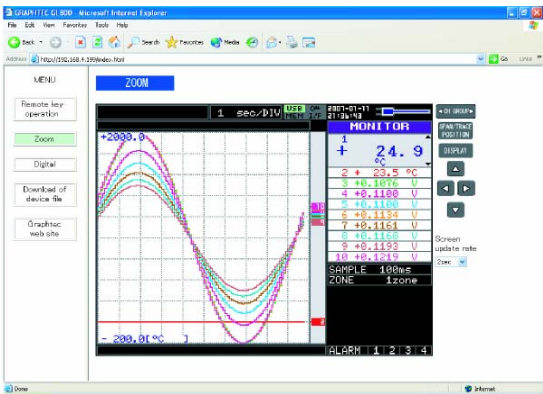 GRAPHTEC GL800 - Microsoft Internet Explorer
File Edit View Favorites Tools Help
Back Search Favorites Media
Address http://192.168.4.199/index.html Go Links
MENU
ZOOM
Remote key
operation
Zoom
Digital
Download of
device file
Graphtec
web site
1 sec/DIV USB
MEM
2007-01-17
21:36:43
+2000.0
- 200.0[°C ]
MONITOR
1
+ 24. 9
°C
2 + 23.5 °C
3 +0.1076 V
4 +0.1100 V
5 +0.1100 V
6 +0.1134 V
7 +0.1161 V
8 +0.1168 V
9 +0.1193 V
10 +0.1219 V
SAMPLE 100ms
ZONE 1zone
ALARM 1 2 3 4
CH GROUP
SPAN/TRACE
POSITION
DISPLAY
Screen
update rate
2sec
Done
Internet